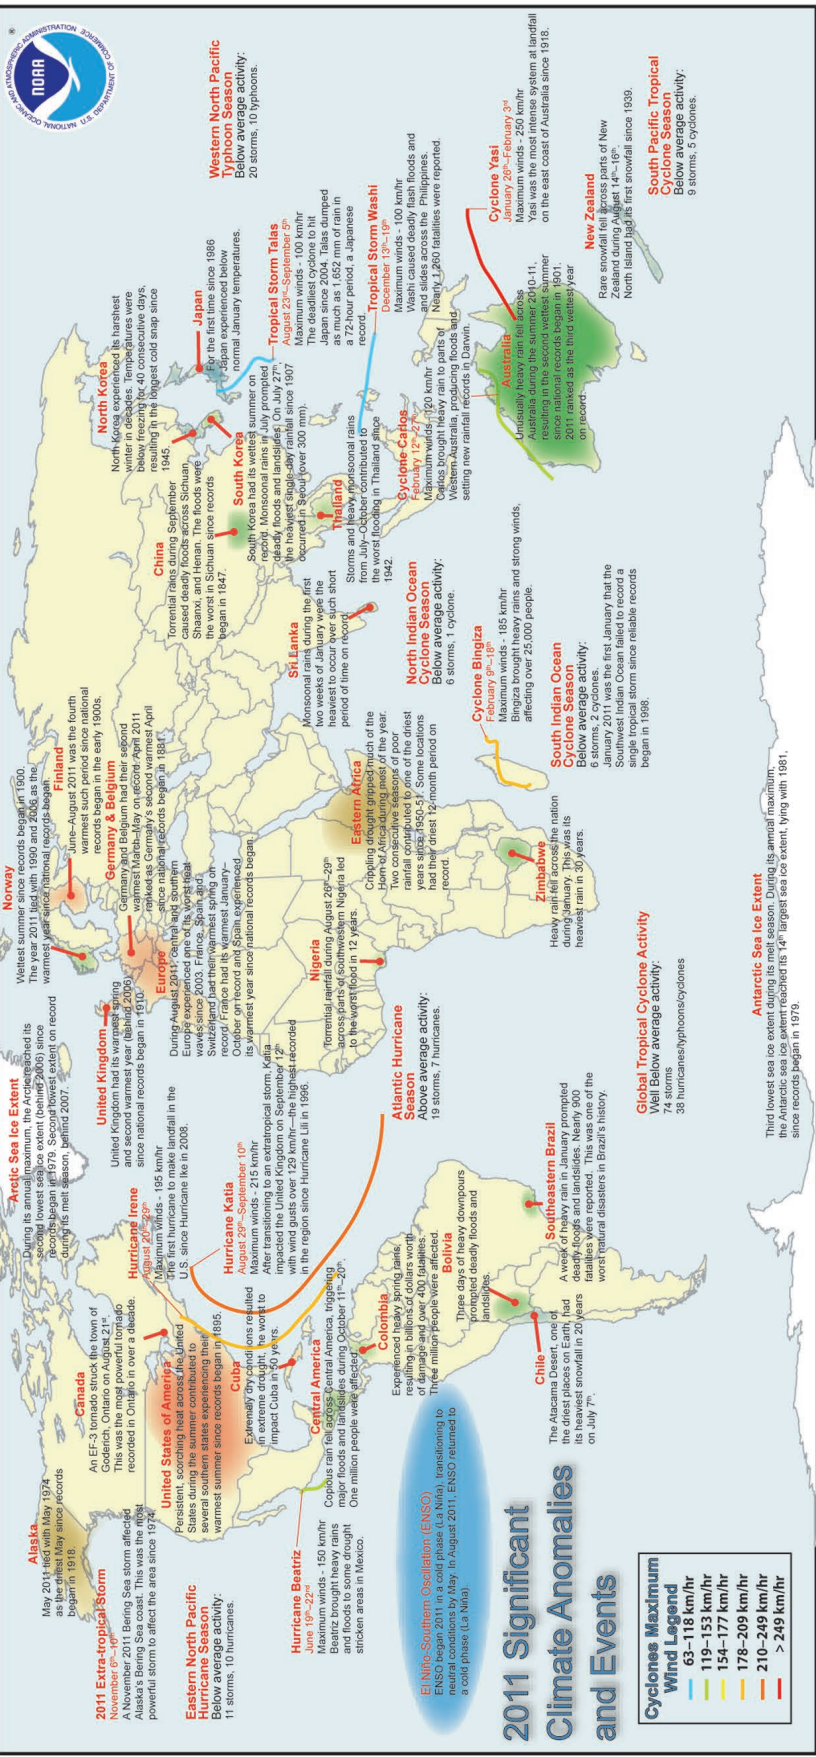 NATIONAL OCEANIC AND ATMOSPHERIC ADMINISTRATION
U.S. DEPARTMENT OF COMMERCE
NOAA
®
2011 Significant
Climate Anomalies
and Events
Alaska
May 2011 tied with May 1974
as the driest May since records
began in 1918.
2011 Extra-tropical Storm
November 6th–10th
A November 2011 Bering Sea storm affected
Alaska's Bering Sea coast. This was the most
powerful storm to affect the area since 1974.
Eastern North Pacific
Hurricane Season
Below average activity:
11 storms, 10 hurricanes.
Hurricane Beatriz
June 19th–22nd
Maximum winds - 150 km/hr
Beatriz brought heavy rains
and floods to some drought
stricken areas in Mexico.
El Niño-Southern Oscillation (ENSO)
ENSO began 2011 in a cold phase (La Niña), transitioning to
neutral conditions by May. In August 2011, ENSO returned to
a cold phase (La Niña).
Canada
An EF-3 tornado struck the town of
Goderich, Ontario on August 21st.
This was the most powerful tornado
recorded in Ontario in over a decade.
United States of America
Persistent, scorching heat across the United
States during the summer contributed to
several southern states experiencing their
warmest summer since records began in 1895.
Cuba
Extremely dry conditions resulted
in extreme drought, the worst to
impact Cuba in 50 years.
Central America
Copious rain fell across Central America, triggering
major floods and landslides during October 11th–20th.
One million people were affected.
Colombia
Experienced heavy spring rains,
resulting in billions of dollars worth
of damage and over 400 fatalities.
Three million people were affected.
Bolivia
Three days of heavy downpours
prompted deadly floods and
landslides.
Chile
The Atacama Desert, one of
the driest places on Earth, had
its heaviest snowfall in 20 years
on July 7th.
Southeastern Brazil
A week of heavy rain in January prompted
deadly floods and landslides. Nearly 900
fatalities were reported. This was one of the
worst natural disasters in Brazil's history.
Arctic Sea Ice Extent
During its annual maximum, the Arctic reached its
second lowest sea ice extent (behind 2006) since
records began in 1979. Second lowest extent on record
during its melt season, behind 2007.
Hurricane Irene
August 20th–29th
Maximum winds - 195 km/hr
The first hurricane to make landfall in the
U.S. since Hurricane Ike in 2008.
Hurricane Katia
August 29th–September 10th
Maximum winds - 215 km/hr
After transitioning to an extratropical storm, Katia
impacted the United Kingdom on September 12th
with wind gusts over 129 km/hr—the highest recorded
in the region since Hurricane Lili in 1996.
Atlantic Hurricane
Season
Above average activity:
19 storms, 7 hurricanes.
United Kingdom
United Kingdom had its warmest spring
and second warmest year (behind 2006)
since national records began in 1910.
Norway
Wettest summer since records began in 1900.
The year 2011 tied with 1990 and 2006 as the
warmest year since national records began.
Finland
June–August 2011 was the fourth
warmest such period since national
records began in the early 1900s.
Germany & Belgium
Germany and Belgium had their second
warmest March–May on record. April 2011
ranked as Germany's second warmest April
since national records began in 1881.
Europe
During August 2011, central and southern
Europe experienced one of its worst heat
waves since 2003. France, Spain and
Switzerland had their warmest spring on
record. France had its warmest January–
October on record and Spain experienced
its warmest year since national records began.
Nigeria
Torrential rainfall during August 26th–29th
across parts of southwestern Nigeria led
to the worst flood in 12 years.
Eastern Africa
Crippling drought gripped much of the
Horn of Africa during most of the year.
Two consecutive seasons of poor
rainfall contributed to one of the driest
years since 1950-51. Some locations
had their driest 12-month period on
record.
Zimbabwe
Heavy rain fell across the nation
during January. This was its
heaviest rain in 30 years.
Global Tropical Cyclone Activity
Well Below average activity:
74 storms
38 hurricanes/typhoons/cyclones
China
Torrential rains during September
caused deadly floods across Sichuan,
Shaanxi, and Henan. The floods were
the worst in Sichuan since records
began in 1847.
Sri Lanka
Monsoonal rains during the first
two weeks of January were the
heaviest to occur over such short
period of time on record.
North Indian Ocean
Cyclone Season
Below average activity:
6 storms, 1 cyclone.
Cyclone Bingiza
February 9th–18th
Maximum winds - 185 km/hr
Bingiza brought heavy rains and strong winds,
affecting over 25,000 people.
South Indian Ocean
Cyclone Season
Below average activity:
6 storms, 2 cyclones.
January 2011 was the first January that the
Southwest Indian Ocean failed to record a
single tropical storm since reliable records
began in 1998.
North Korea
North Korea experienced its harshest
winter in decades. Temperatures were
below freezing for 40 consecutive days,
resulting in the longest cold snap since
1945.
South Korea
South Korea had its wettest summer on
record. Monsoonal rains in July prompted
deadly floods and landslides. On July 27th,
the heaviest single-day rainfall since 1907
occurred in Seoul (over 300 mm).
Japan
For the first time since 1986
Japan experienced below
normal January temperatures.
Thailand
Storms and heavy monsoonal rains
from July–October contributed to
the worst flooding in Thailand since
1942.
Western North Pacific
Typhoon Season
Below average activity:
20 storms, 10 typhoons.
Tropical Storm Talas
August 23rd–September 5th
Maximum winds - 100 km/hr
The deadliest cyclone to hit
Japan since 2004. Talas dumped
as much as 1,652 mm of rain in
a 72-hour period, a Japanese
record.
Tropical Storm Washi
December 13th–19th
Maximum winds - 100 km/hr
Washi caused deadly flash floods and
and slides across the Philippines.
Nearly 1,260 fatalities were reported.
Cyclone Carlos
February 12th–27th
Maximum winds - 120 km/hr
Carlos brought heavy rain to parts of
Western Australia, producing floods and
setting new rainfall records in Darwin.
Cyclone Yasi
January 26th–February 3rd
Maximum winds - 250 km/hr
Yasi was the most intense system at landfall
on the east coast of Australia since 1918.
Australia
Unusually heavy rain fell across
Australia during the summer 2010-11,
resulting in the second wettest summer
since national records began in 1901.
2011 ranked as the third wettest year
on record.
New Zealand
Rare snowfall fell across parts of New
Zealand during August 14th–16th.
North Island had its first snowfall since 1939.
South Pacific Tropical
Cyclone Season
Below average activity:
9 storms, 5 cyclones.
Antarctic Sea Ice Extent
Third lowest sea ice extent during its melt season. During its annual maximum,
the Antarctic sea ice extent reached its 14th largest sea ice extent, tying with 1981,
since records began in 1979.
Cyclones Maximum
Wind Legend
63–118 km/hr
119–153 km/hr
154–177 km/hr
178–209 km/hr
210–249 km/hr
> 249 km/hr